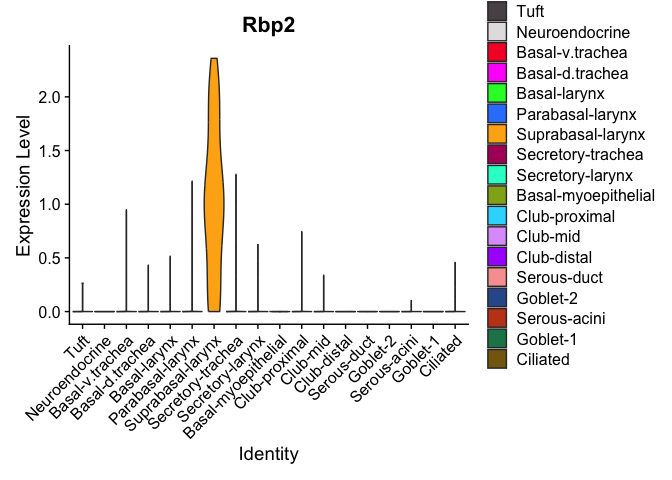 Rbp2
Expression Level
2.0
1.5
1.0
0.5
0.0
Tuft
Neuroendocrine
Basal-v.trachea
Basal-d.trachea
Basal-larynx
Parabasal-larynx
Suprabasal-larynx
Secretory-trachea
Secretory-larynx
Basal-myoepithelial
Club-proximal
Club-mid
Club-distal
Serous-duct
Goblet-2
Serous-acini
Goblet-1
Ciliated
Identity
Tuft
Neuroendocrine
Basal-v.trachea
Basal-d.trachea
Basal-larynx
Parabasal-larynx
Suprabasal-larynx
Secretory-trachea
Secretory-larynx
Basal-myoepithelial
Club-proximal
Club-mid
Club-distal
Serous-duct
Goblet-2
Serous-acini
Goblet-1
Ciliated